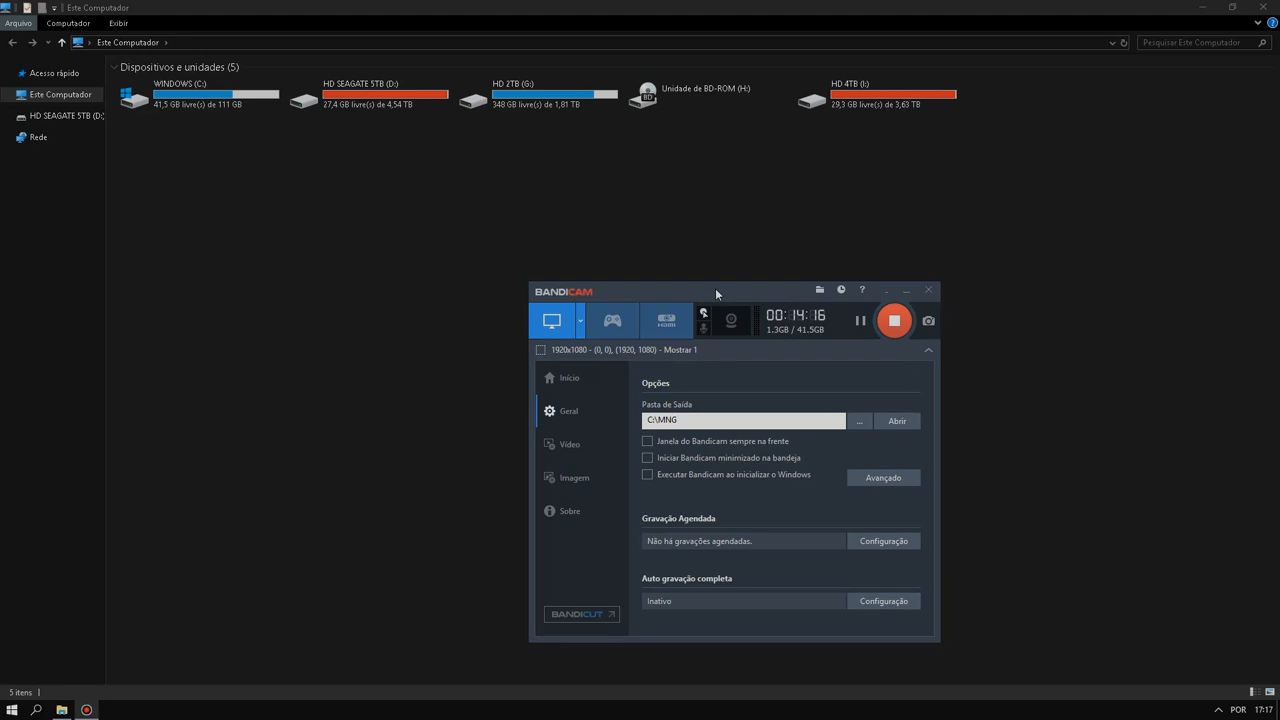 Este Computador
Arquivo
Computador
Exibir
Este Computador
Pesquisar Este Computador
Acesso rápido
Este Computador
HD SEAGATE 5TB (D:)
Rede
Dispositivos e unidades (5)
WINDOWS (C:)
41,5 GB livre(s) de 111 GB
HD SEAGATE 5TB (D:)
27,4 GB livre(s) de 4,54 TB
HD 2TB (G:)
348 GB livre(s) de 1,81 TB
BD
Unidade de BD-ROM (H:)
HD 4TB (I:)
29,3 GB livre(s) de 3,63 TB
BANDICAM
HDMI
00:14:16
1.3GB / 41.5GB
1920x1080 - (0, 0), (1920, 1080) - Mostrar 1
Início
Geral
Vídeo
Imagem
Sobre
BANDICUT
Opções
Pasta de Saída
C:\MNG
...
Abrir
Janela do Bandicam sempre na frente
Iniciar Bandicam minimizado na bandeja
Executar Bandicam ao inicializar o Windows
Avançado
Gravação Agendada
Não há gravações agendadas.
Configuração
Auto gravação completa
Inativo
Configuração
5 itens
POR
17:17